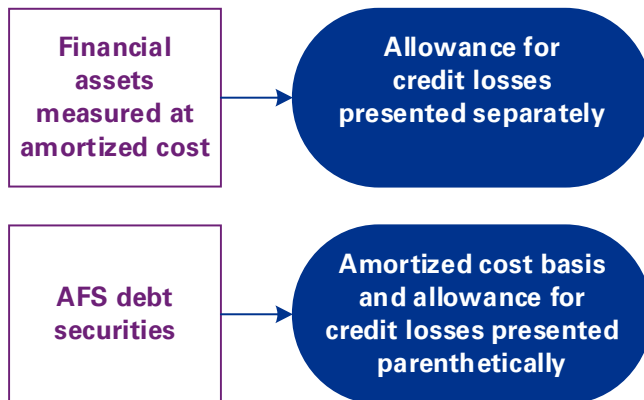 Financial
assets
measured at
amortized cost
Allowance for
credit losses
presented separately
AFS debt
securities
Amortized cost basis
and allowance for
credit losses presented
parenthetically